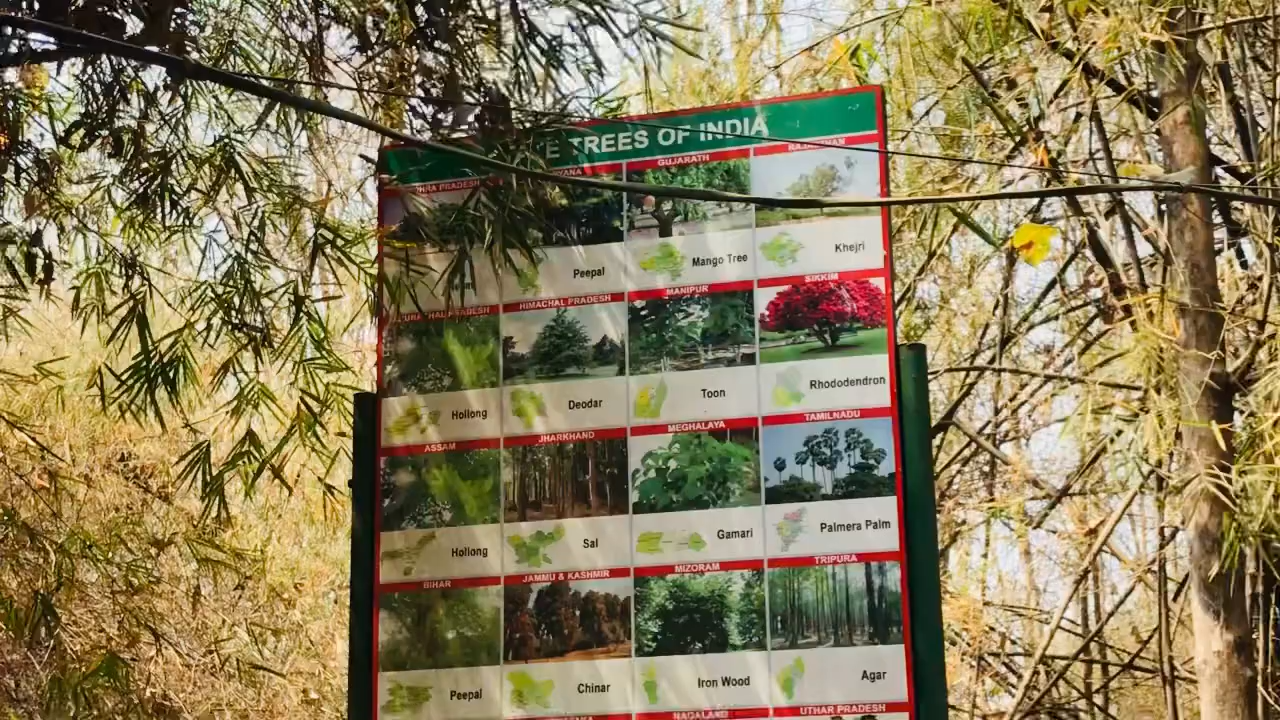 TREES OF INDIA
PRADESH GUJARATH RAJASTHAN
Peepal Mango Tree Khejri
HIMACHAL PRADESH MANIPUR SIKKIM
Hollong Deodar Toon Rhododendron
ASSAM JHARKHAND MEGHALAYA TAMILNADU
Hollong Sal Gamari Palmera Palm
BIHAR JAMMU & KASHMIR MIZORAM TRIPURA
Peepal Chinar Iron Wood Agar
NAGALAND UTHAR PRADESH